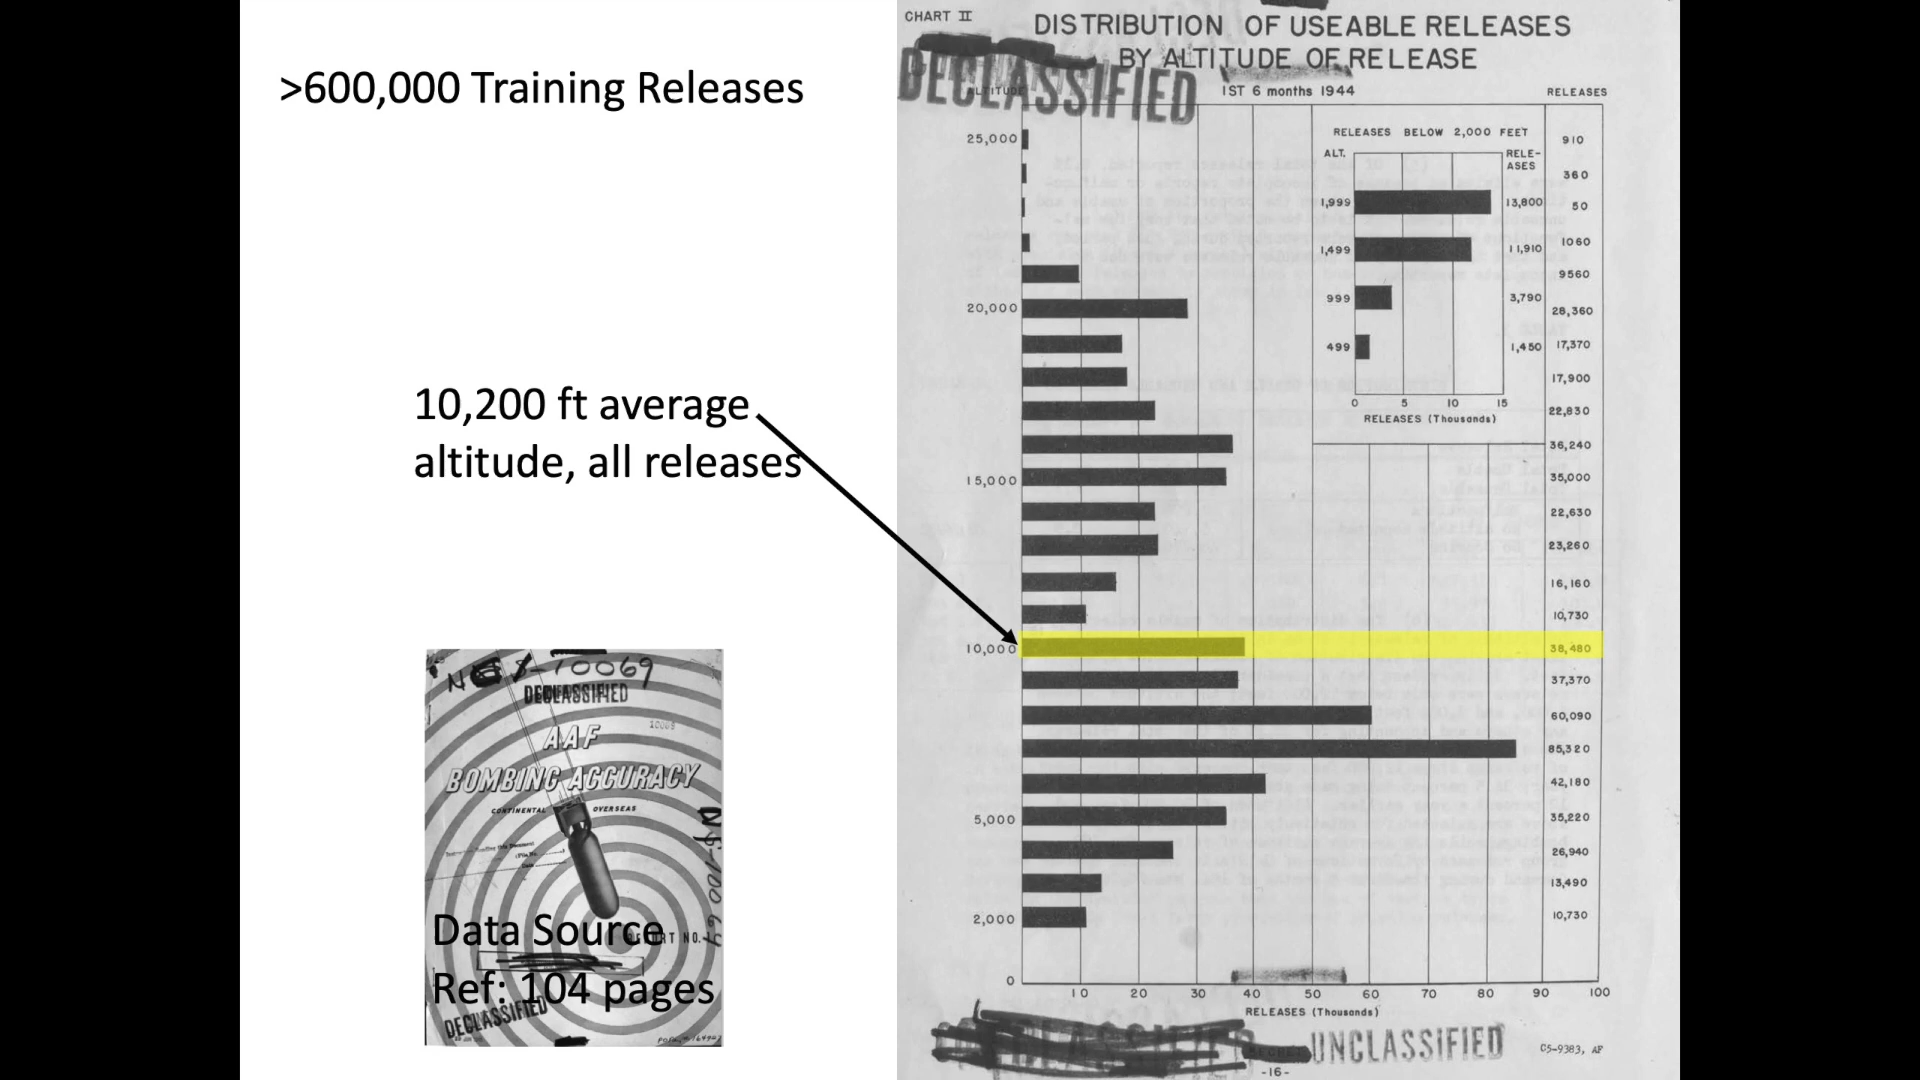 >600,000 Training Releases
10,200 ft average
altitude, all releases
DECLASSIFIED
AAF
BOMBING ACCURACY
CONTINENTAL
OVERSEAS
Data Source
Ref: 104 pages
DECLASSIFIED
CHART II
DISTRIBUTION OF USEABLE RELEASES
BY ALTITUDE OF RELEASE
DECLASSIFIED
1ST 6 months 1944
ALTITUDE
RELEASES
25,000
910
360
50
1060
9560
20,000
28,360
17,370
17,900
22,830
36,240
15,000
35,000
22,630
23,260
16,160
10,730
10,000
38,480
37,370
60,090
85,320
42,180
5,000
35,220
26,940
13,490
2,000
10,730
0
10 20 30 40 50 60 70 80 90 100
RELEASES (Thousands)
RELEASES BELOW 2,000 FEET
ALT.
RELE-
ASES
1,999 13,800
1,499 11,910
999 3,790
499 1,450
0 5 10 15
RELEASES (Thousands)
UNCLASSIFIED
C5-9383, AF
-16-